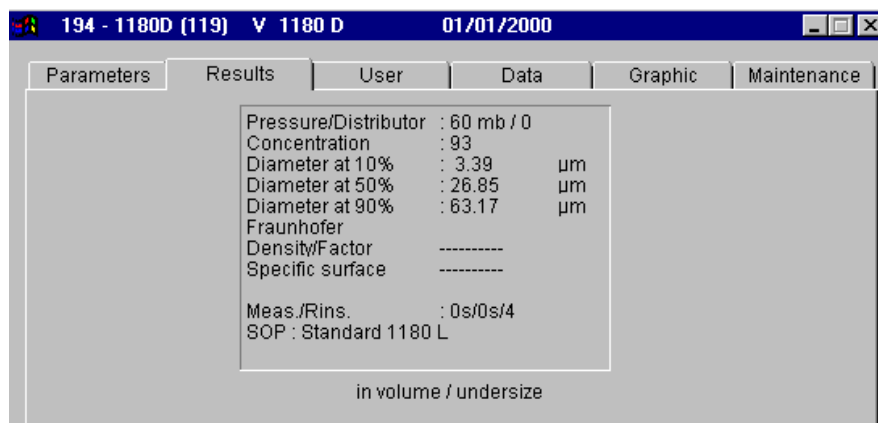 194 - 1180D (119) V 1180 D 01/01/2000
Parameters Results User Data Graphic Maintenance
Pressure/Distributor : 60 mb / 0
Concentration : 93
Diameter at 10% : 3.39 µm
Diameter at 50% : 26.85 µm
Diameter at 90% : 63.17 µm
Fraunhofer
Density/Factor ----------
Specific surface ----------
Meas./Rins. : 0s/0s/4
SOP : Standard 1180 L
in volume / undersize